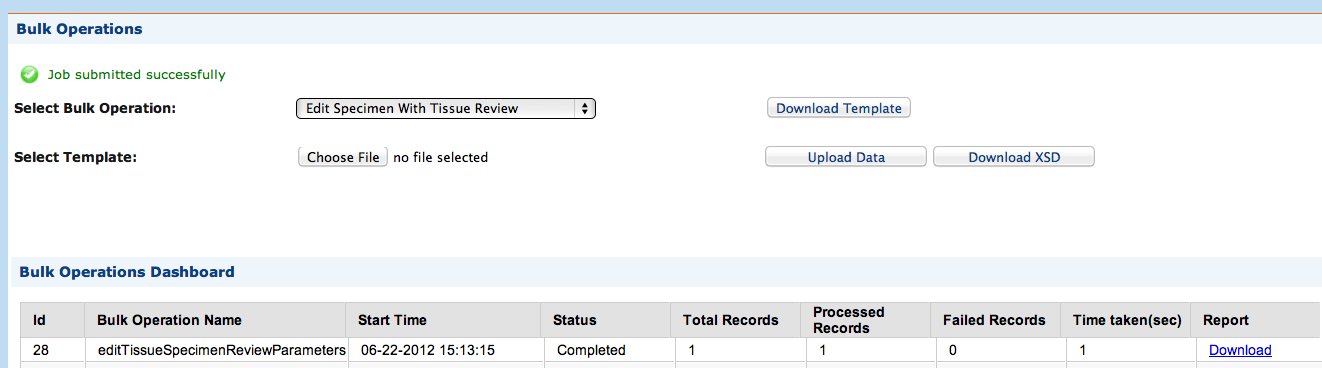 Bulk Operations
Job submitted successfully
Select Bulk Operation: Edit Specimen With Tissue Review Download Template
Select Template: Choose File no file selected Upload Data Download XSD
Bulk Operations Dashboard
Id Bulk Operation Name Start Time Status Total Records Processed Records Failed Records Time taken(sec) Report
28 editTissueSpecimenReviewParameters 06-22-2012 15:13:15 Completed 1 1 0 1 Download